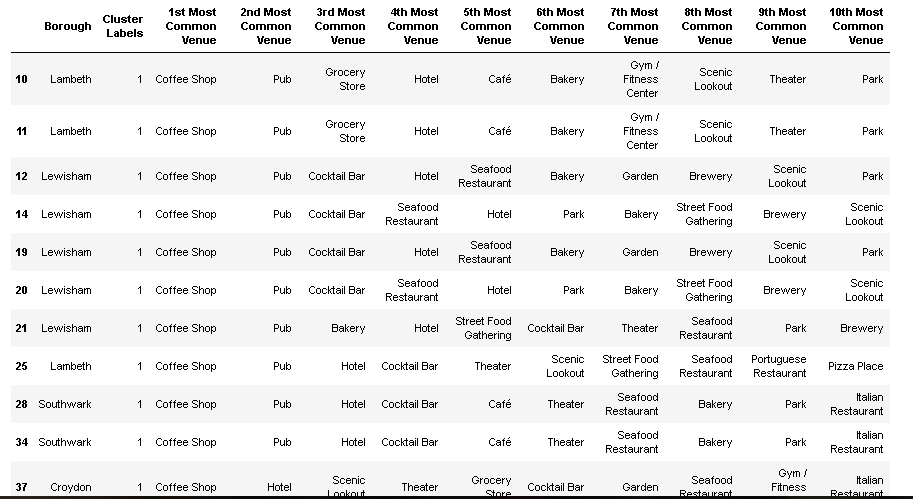 Borough Cluster Labels 1st Most Common Venue 2nd Most Common Venue 3rd Most Common Venue 4th Most Common Venue 5th Most Common Venue 6th Most Common Venue 7th Most Common Venue 8th Most Common Venue 9th Most Common Venue 10th Most Common Venue
10 Lambeth 1 Coffee Shop Pub Grocery Store Hotel Café Bakery Gym / Fitness Center Scenic Lookout Theater Park
11 Lambeth 1 Coffee Shop Pub Grocery Store Hotel Café Bakery Gym / Fitness Center Scenic Lookout Theater Park
12 Lewisham 1 Coffee Shop Pub Cocktail Bar Hotel Seafood Restaurant Bakery Garden Brewery Scenic Lookout Park
14 Lewisham 1 Coffee Shop Pub Cocktail Bar Seafood Restaurant Hotel Park Bakery Street Food Gathering Brewery Scenic Lookout
19 Lewisham 1 Coffee Shop Pub Cocktail Bar Hotel Seafood Restaurant Bakery Garden Brewery Scenic Lookout Park
20 Lewisham 1 Coffee Shop Pub Cocktail Bar Seafood Restaurant Hotel Park Bakery Street Food Gathering Brewery Scenic Lookout
21 Lewisham 1 Coffee Shop Pub Bakery Hotel Street Food Gathering Cocktail Bar Theater Seafood Restaurant Park Brewery
25 Lambeth 1 Coffee Shop Pub Hotel Cocktail Bar Theater Scenic Lookout Street Food Gathering Seafood Restaurant Portuguese Restaurant Pizza Place
28 Southwark 1 Coffee Shop Pub Hotel Cocktail Bar Café Theater Seafood Restaurant Bakery Park Italian Restaurant
34 Southwark 1 Coffee Shop Pub Hotel Cocktail Bar Café Theater Seafood Restaurant Bakery Park Italian Restaurant
37 Croydon 1 Coffee Shop Hotel Scenic Lookout Theater Grocery Store Cocktail Bar Garden Seafood Restaurant Gym / Fitness Italian Restaurant